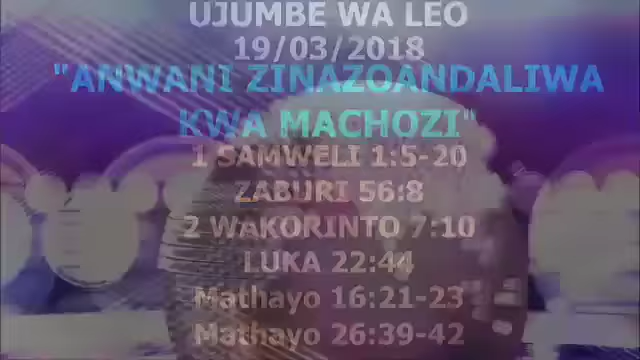 UJUMBE WA LEO
19/03/2018
"ANWANI ZINAZOANDALIWA
KWA MACHOZI"
1 SAMWELI 1:5-20
ZABURI 56:8
2 WAKORINTO 7:10
LUKA 22:44
Mathayo 16:21-23
Mathayo 26:39-42